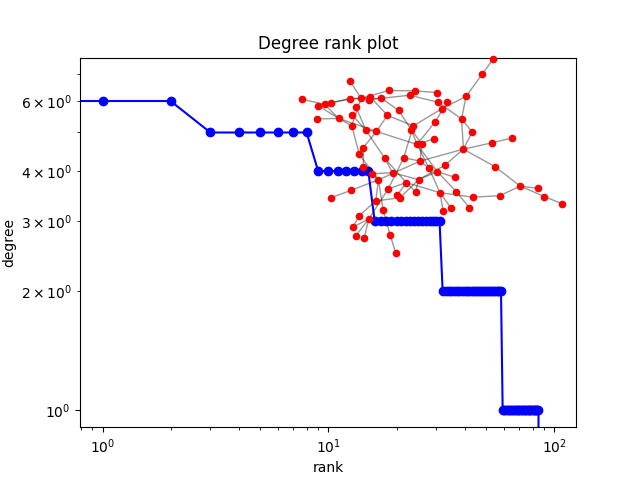 Degree rank plot
6 × 10⁰
4 × 10⁰
3 × 10⁰
2 × 10⁰
10⁰
degree
10⁰ 10¹ 10²
rank